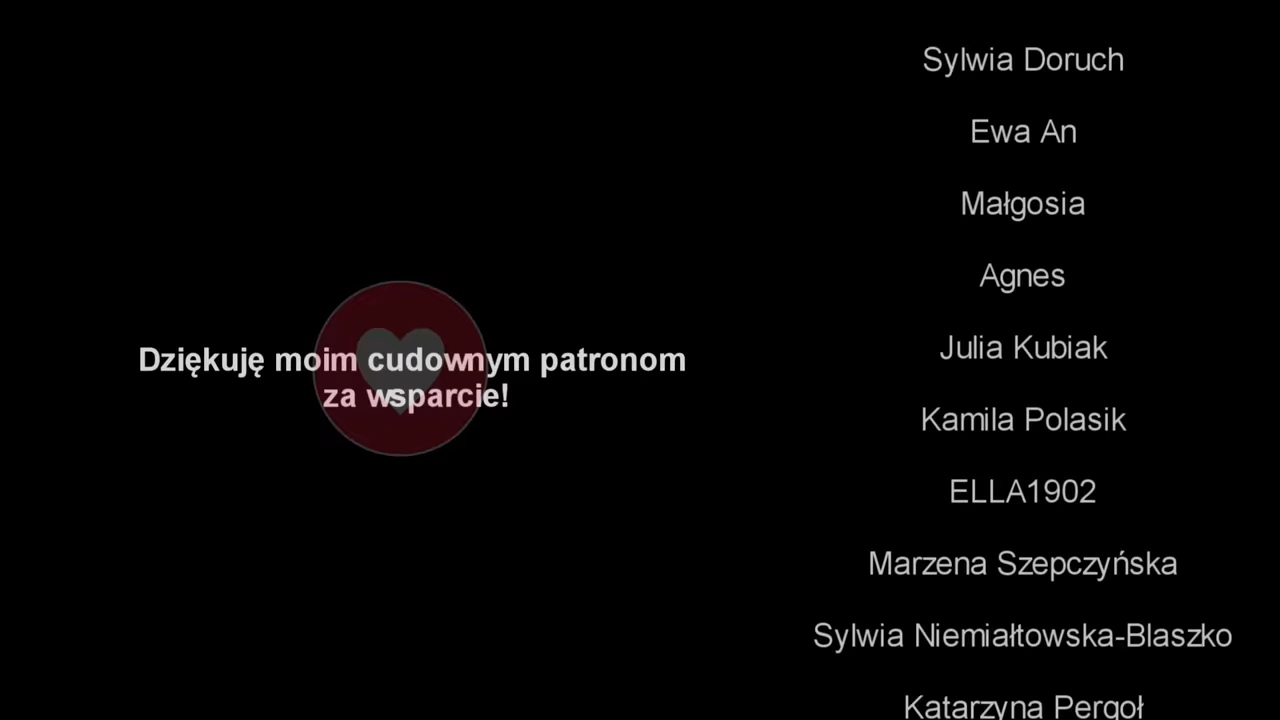 Dziękuję moim cudownym patronom
za wsparcie!
Sylwia Doruch
Ewa An
Małgosia
Agnes
Julia Kubiak
Kamila Polasik
ELLA1902
Marzena Szepczyńska
Sylwia Niemiałtowska-Blaszko
Katarzyna Pergoł